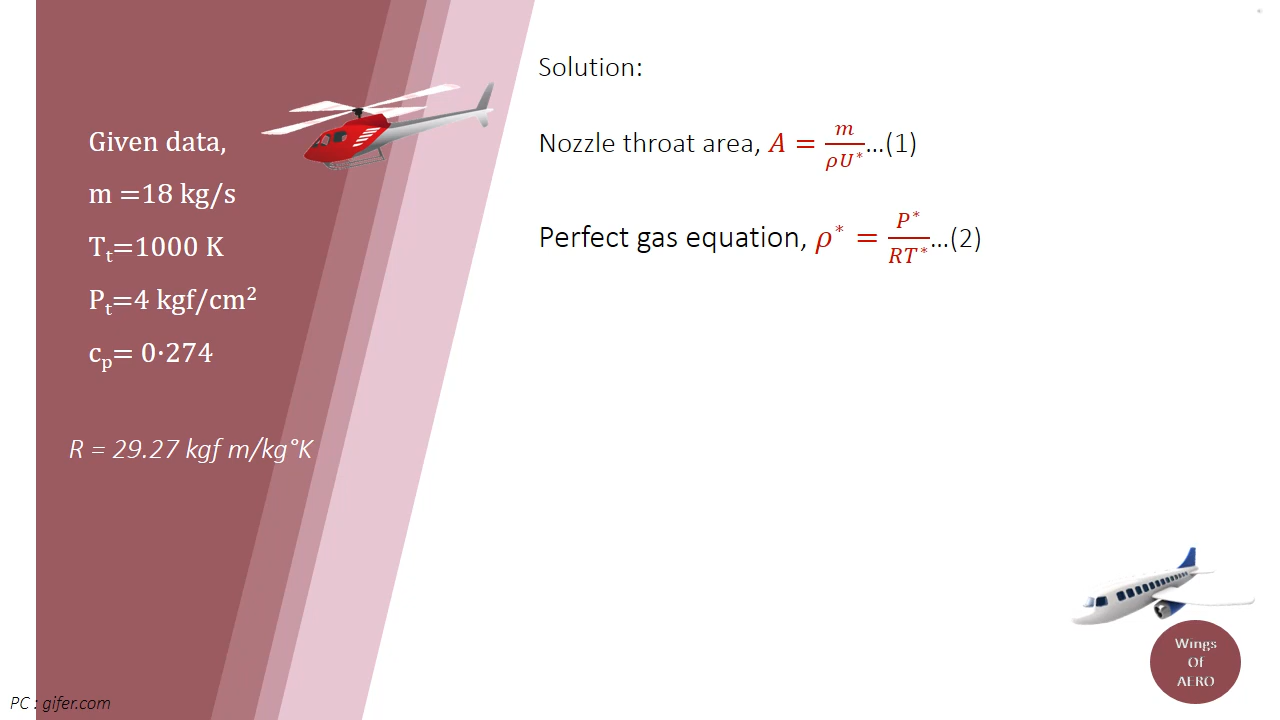 Given data,
m =18 kg/s
Tₜ=1000 K
Pₜ=4 kgf/cm²
cₚ= 0·274
R = 29.27 kgf m/kg°K
PC : gifer.com
Solution:
Nozzle throat area, A = m/ρU* …(1)
Perfect gas equation, ρ* = P*/RT* …(2)
Wings
Of
AERO